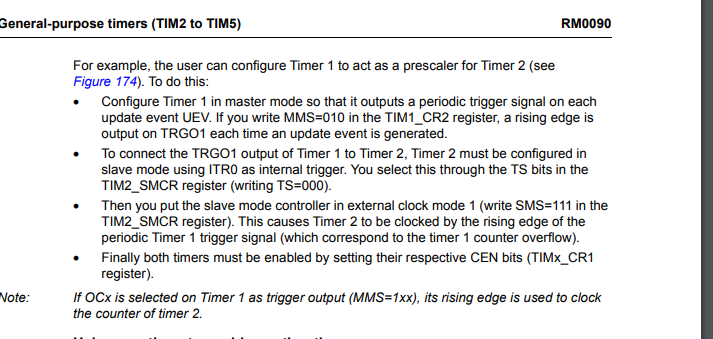 General-purpose timers (TIM2 to TIM5) RM0090
For example, the user can configure Timer 1 to act as a prescaler for Timer 2 (see
Figure 174). To do this:
• Configure Timer 1 in master mode so that it outputs a periodic trigger signal on each
update event UEV. If you write MMS=010 in the TIM1_CR2 register, a rising edge is
output on TRGO1 each time an update event is generated.
• To connect the TRGO1 output of Timer 1 to Timer 2, Timer 2 must be configured in
slave mode using ITR0 as internal trigger. You select this through the TS bits in the
TIM2_SMCR register (writing TS=000).
• Then you put the slave mode controller in external clock mode 1 (write SMS=111 in the
TIM2_SMCR register). This causes Timer 2 to be clocked by the rising edge of the
periodic Timer 1 trigger signal (which correspond to the timer 1 counter overflow).
• Finally both timers must be enabled by setting their respective CEN bits (TIMx_CR1
register).
Note: If OCx is selected on Timer 1 as trigger output (MMS=1xx), its rising edge is used to clock
the counter of timer 2.